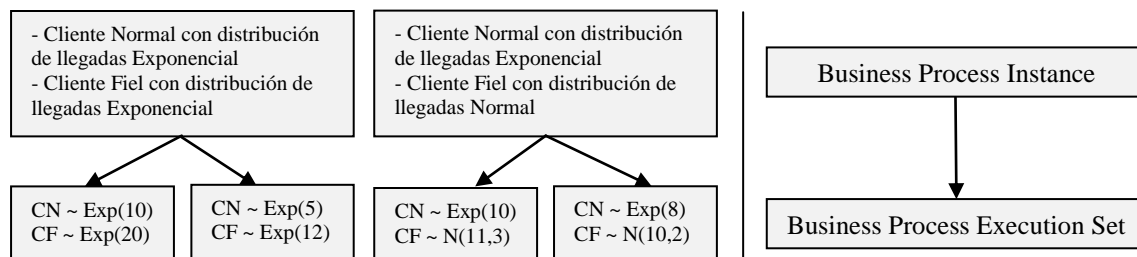 - Cliente Normal con distribución
de llegadas Exponencial
- Cliente Fiel con distribución de
llegadas Exponencial
- Cliente Normal con distribución
de llegadas Exponencial
- Cliente Fiel con distribución de
llegadas Normal
Business Process Instance
CN ~ Exp(10)
CF ~ Exp(20)
CN ~ Exp(5)
CF ~ Exp(12)
CN ~ Exp(10)
CF ~ N(11,3)
CN ~ Exp(8)
CF ~ N(10,2)
Business Process Execution Set